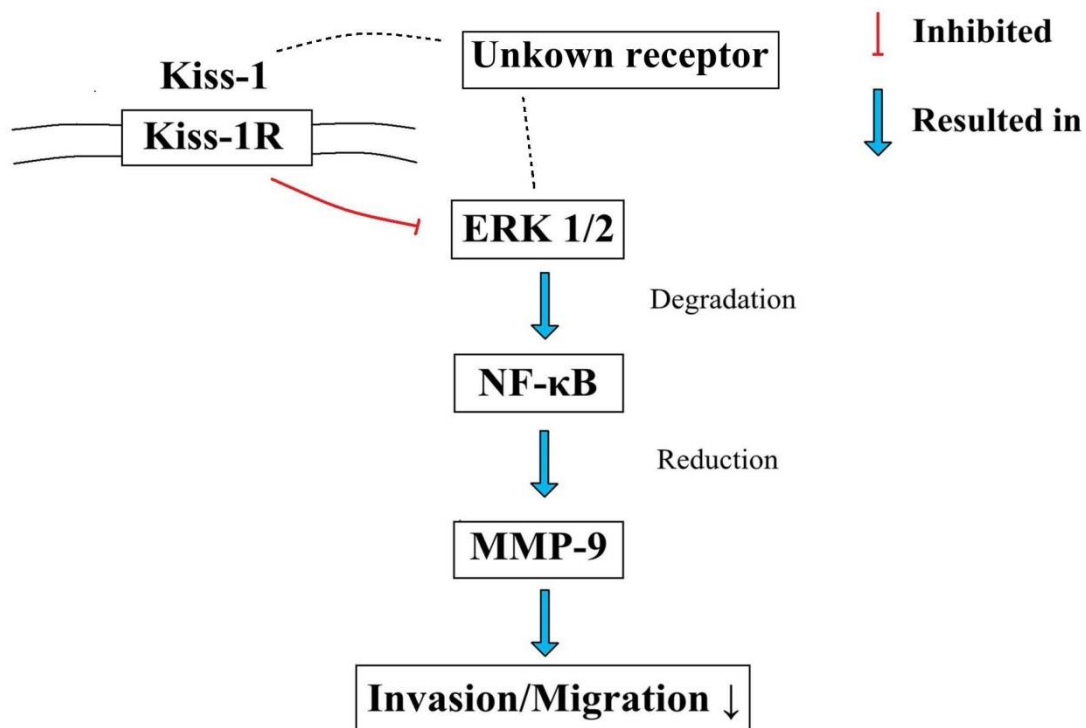 Unkown receptor
Inhibited
Kiss-1
Resulted in
Kiss-1R
ERK 1/2
Degradation
NF-κB
Reduction
MMP-9
Invasion/Migration ↓